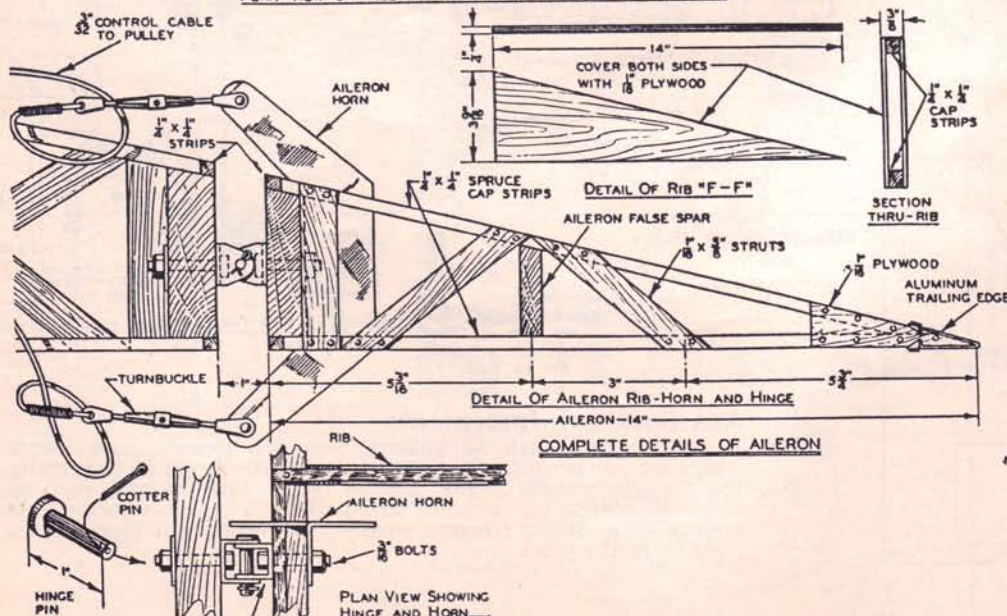 3/32" CONTROL CABLE
TO PULLEY
1/4" x 1/4"
STRIPS
AILERON
HORN
1/4"
14"
COVER BOTH SIDES
WITH 1/16 PLYWOOD
3 9/16"
DETAIL OF RIB "F-F"
3/8"
1/4" x 1/4"
CAP
STRIPS
SECTION
THRU-RIB
1/4" x 1/4" SPRUCE
CAP STRIPS
AILERON FALSE SPAR
STRUTS
PLYWOOD
ALUMINUM
TRAILING EDGE
TURNBUCKLE
1"
5 3/16"
3"
5 3/4"
DETAIL OF AILERON RIB-HORN AND HINGE
AILERON-14"
COMPLETE DETAILS OF AILERON
RIB
COTTER
PIN
AILERON HORN
3/8" BOLTS
1"
HINGE
PIN
PLAN VIEW SHOWING
HINGE AND HORN